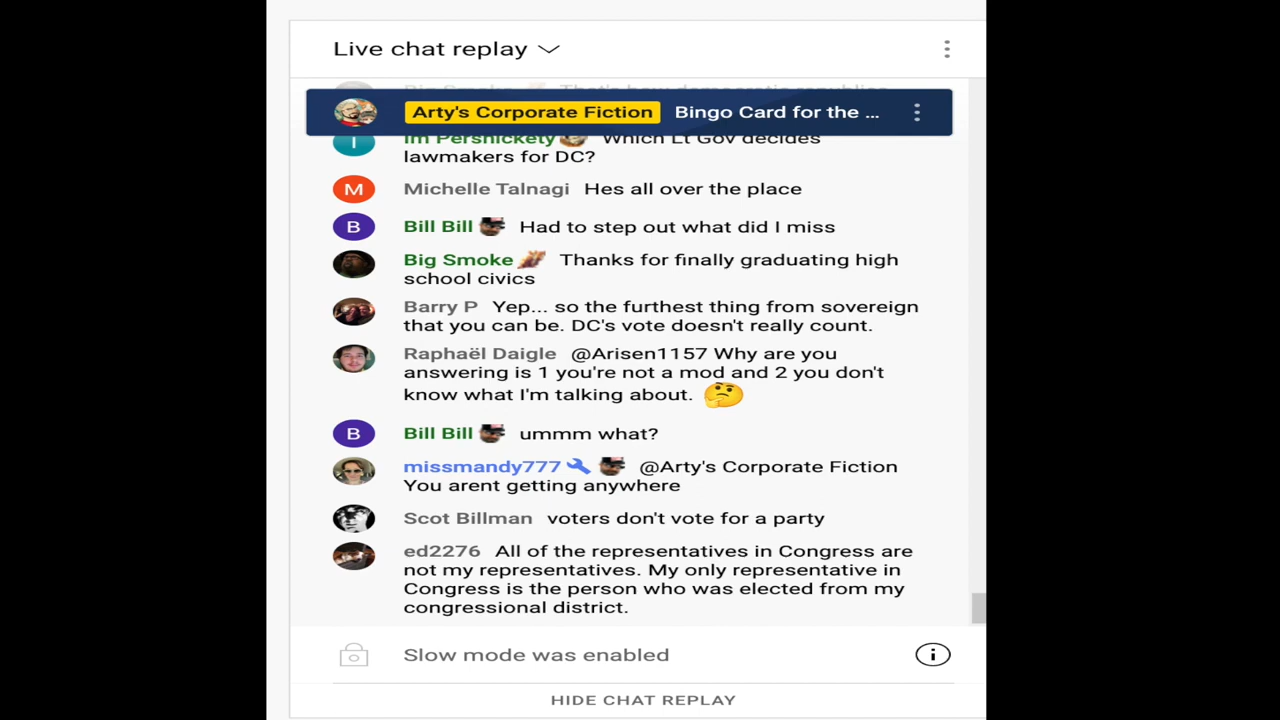 Live chat replay
Arty's Corporate Fiction Bingo Card for the ...
Im Persnickety Which Lt Gov decides
lawmakers for DC?
Michelle Talnagi Hes all over the place
Bill Bill Had to step out what did I miss
Big Smoke Thanks for finally graduating high
school civics
Barry P Yep... so the furthest thing from sovereign
that you can be. DC's vote doesn't really count.
Raphaël Daigle @Arisen1157 Why are you
answering is 1 you're not a mod and 2 you don't
know what I'm talking about. 🤔
Bill Bill ummm what?
missmandy777 @Arty's Corporate Fiction
You arent getting anywhere
Scot Billman voters don't vote for a party
ed2276 All of the representatives in Congress are
not my representatives. My only representative in
Congress is the person who was elected from my
congressional district.
Slow mode was enabled
HIDE CHAT REPLAY